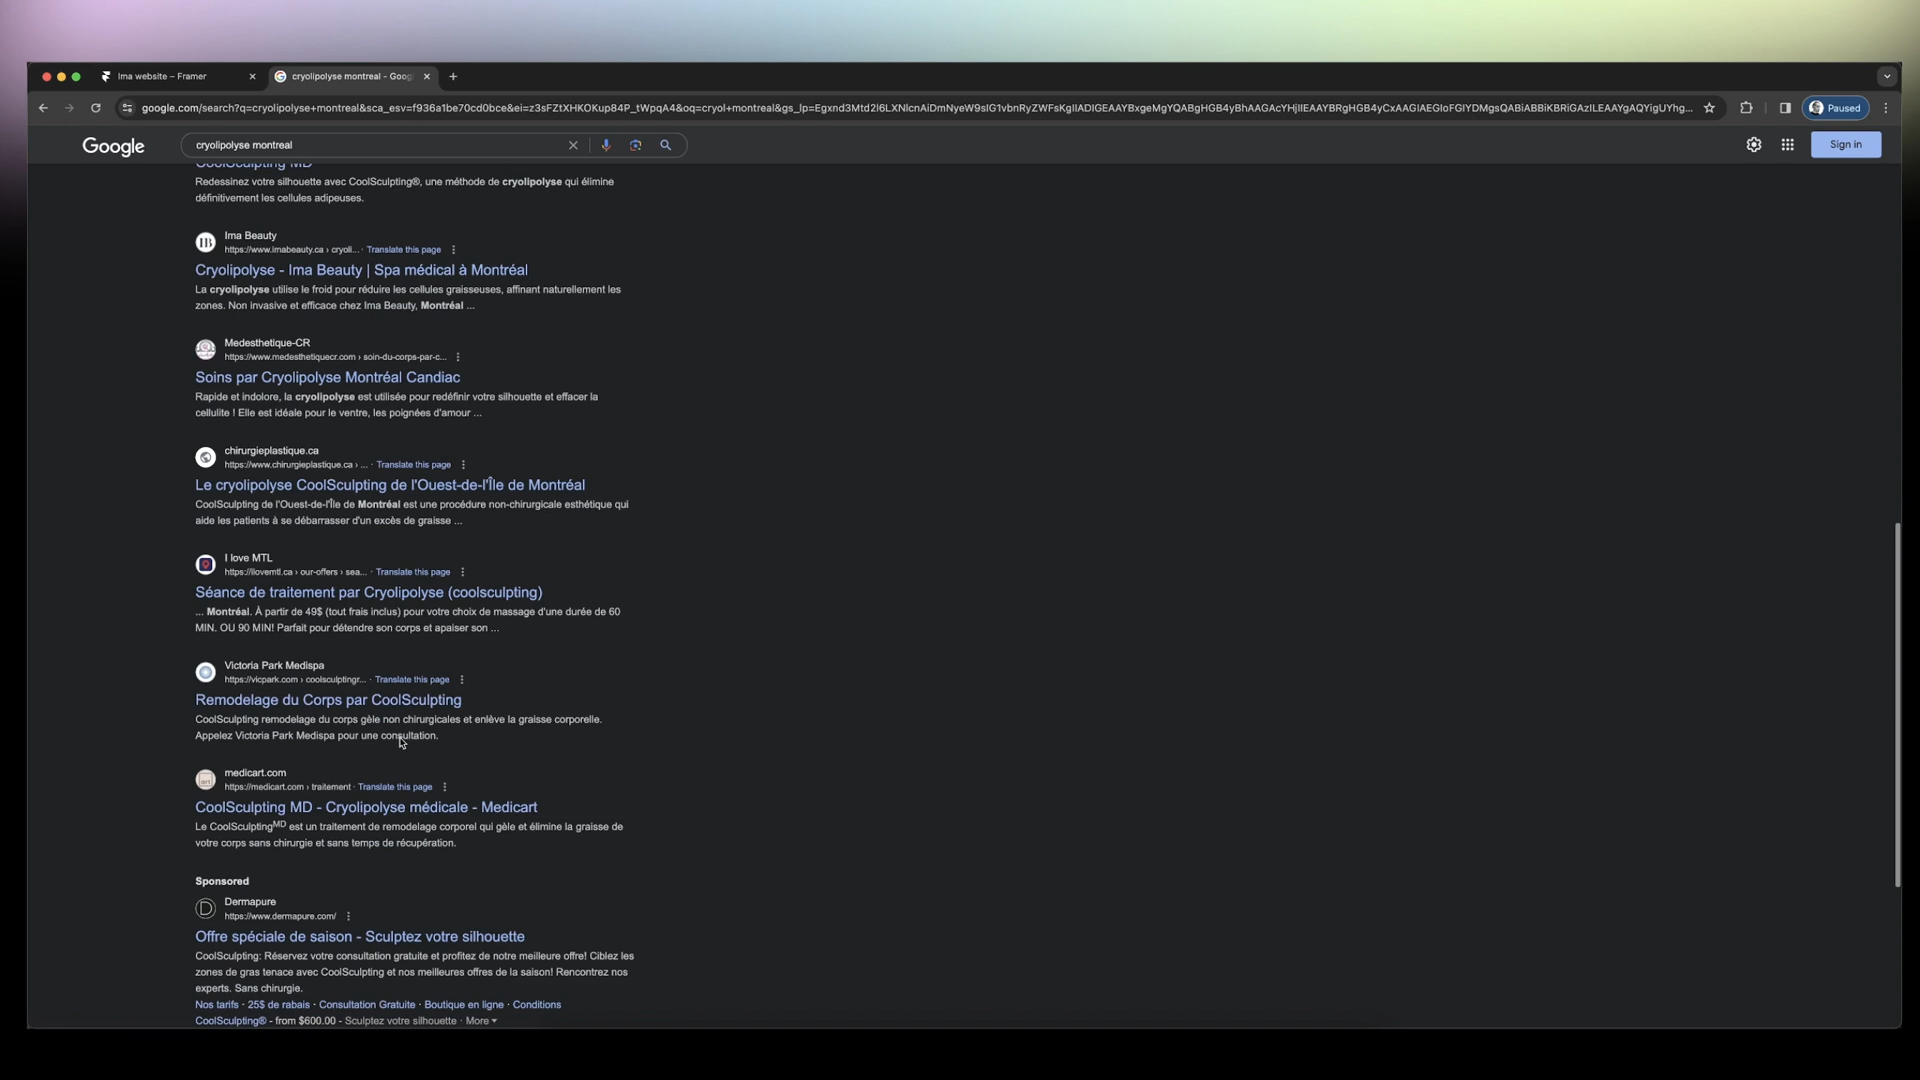 Ima website – Framer
cryolipolyse montreal - Goog
google.com/search?q=cryolipolyse+montreal&sca_esv=f936a1be70cd0bce&ei=z3sFZtXHKOKup84P_tWpqA4&oq=cryol+montreal&gs_lp=
Paused
Google
cryolipolyse montreal
Sign in
CoolSculpting MD
Redessinez votre silhouette avec CoolSculpting®, une méthode de cryolipolyse qui élimine
définitivement les cellules adipeuses.
Ima Beauty
https://www.imabeauty.ca › cryoli... · Translate this page
Cryolipolyse - Ima Beauty | Spa médical à Montréal
La cryolipolyse utilise le froid pour réduire les cellules graisseuses, affinant naturellement les
zones. Non invasive et efficace chez Ima Beauty, Montréal ...
Medesthetique-CR
https://www.medesthetiquecr.com › soin-du-corps-par-c...
Soins par Cryolipolyse Montréal Candiac
Rapide et indolore, la cryolipolyse est utilisée pour redéfinir votre silhouette et effacer la
cellulite ! Elle est idéale pour le ventre, les poignées d'amour ...
chirurgieplastique.ca
https://www.chirurgieplastique.ca › ... · Translate this page
Le cryolipolyse CoolSculpting de l'Ouest-de-l'Île de Montréal
CoolSculpting de l'Ouest-de-l'Île de Montréal est une procédure non-chirurgicale esthétique qui
aide les patients à se débarrasser d'un excès de graisse ...
I love MTL
https://ilovemtl.ca › our-offers › sea... · Translate this page
Séance de traitement par Cryolipolyse (coolsculpting)
... Montréal. À partir de 49$ (tout frais inclus) pour votre choix de massage d'une durée de 60
MIN. OU 90 MIN! Parfait pour détendre son corps et apaiser son ...
Victoria Park Medispa
https://vicpark.com › coolsculptingr... · Translate this page
Remodelage du Corps par CoolSculpting
CoolSculpting remodelage du corps gèle non chirurgicales et enlève la graisse corporelle.
Appelez Victoria Park Medispa pour une consultation.
medicart.com
https://medicart.com › traitement · Translate this page
CoolSculpting MD - Cryolipolyse médicale - Medicart
Le CoolSculptingMD est un traitement de remodelage corporel qui gèle et élimine la graisse de
votre corps sans chirurgie et sans temps de récupération.
Sponsored
Dermapure
https://www.dermapure.com/
Offre spéciale de saison - Sculptez votre silhouette
CoolSculpting: Réservez votre consultation gratuite et profitez de notre meilleure offre! Ciblez les
zones de gras tenace avec CoolSculpting et nos meilleures offres de la saison! Rencontrez nos
experts. Sans chirurgie.
Nos tarifs · 25$ de rabais · Consultation Gratuite · Boutique en ligne · Conditions
CoolSculpting® - from $600.00 - Sculptez votre silhouette · More